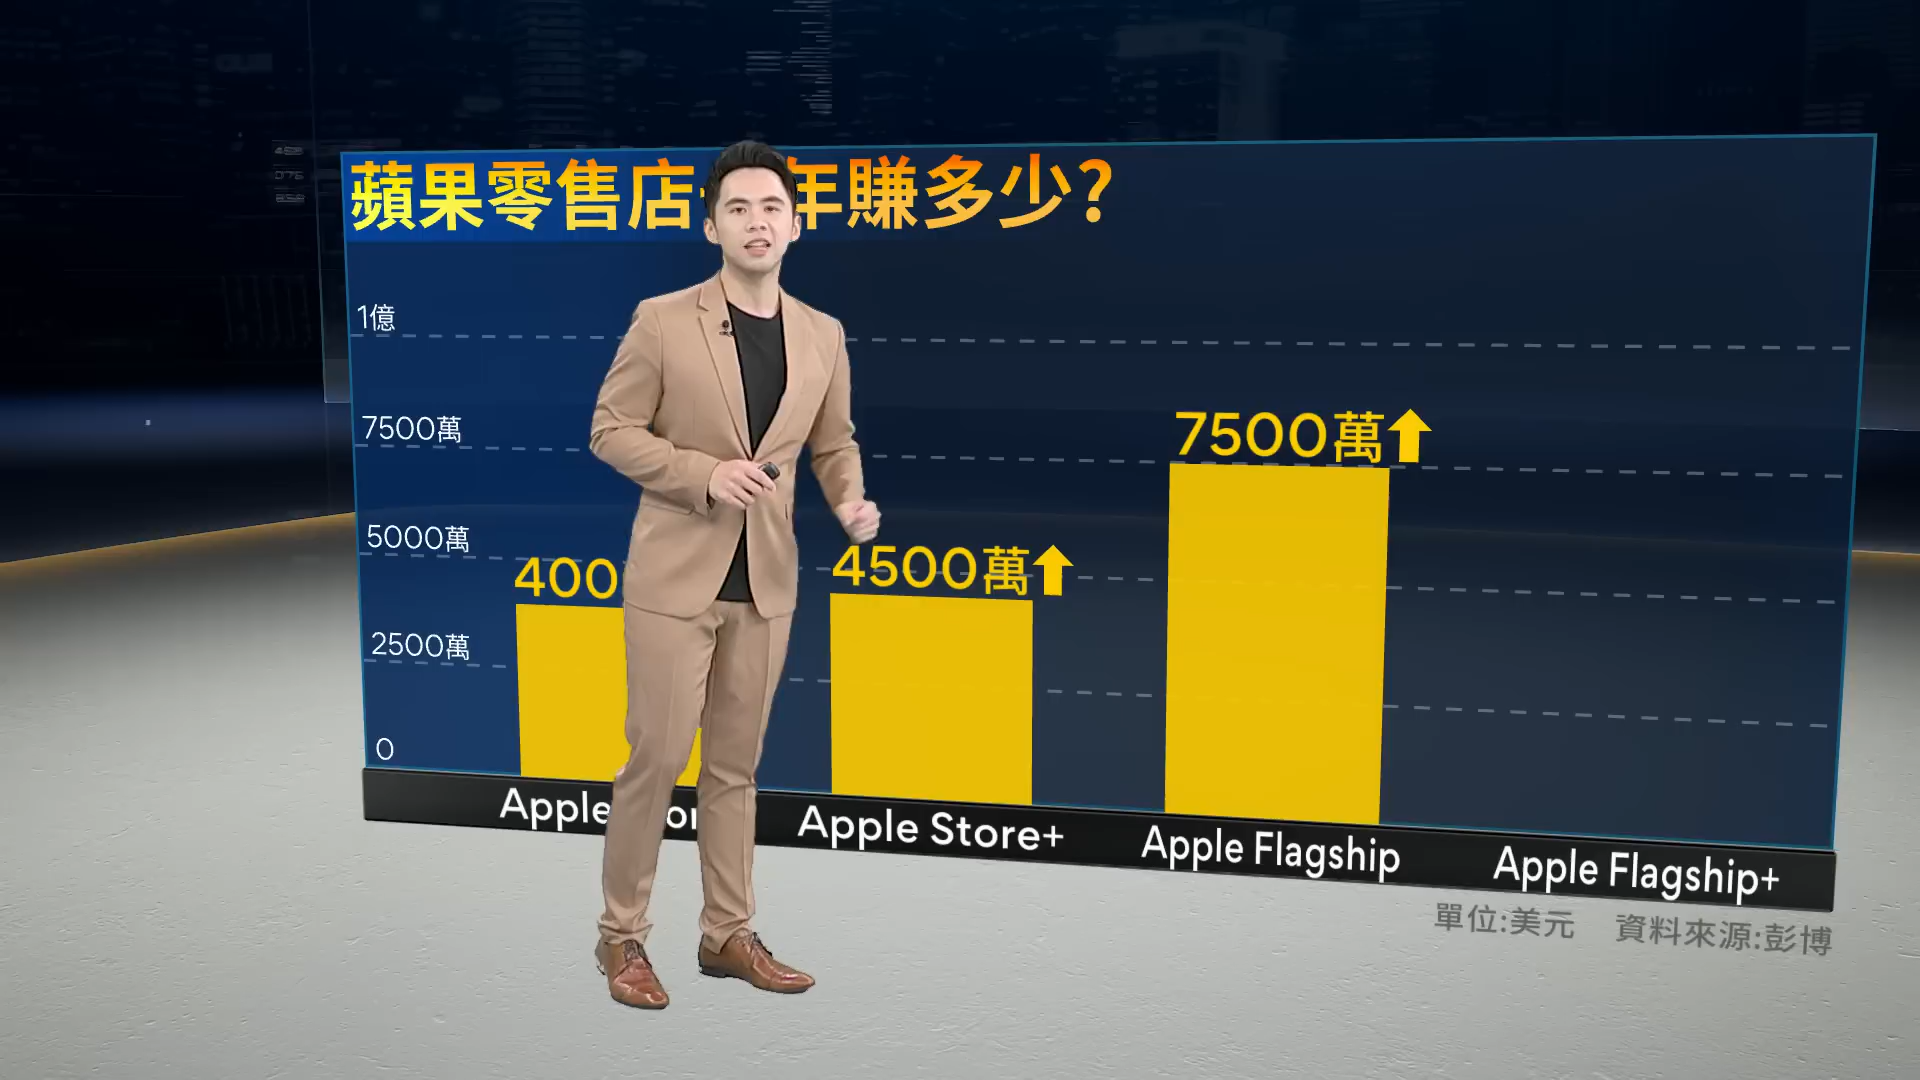 蘋果零售店 年賺多少?
1億
7500萬
5000萬
2500萬
0
400
4500萬
7500萬
Apple
Apple Store+
Apple Flagship
Apple Flagship+
單位:美元 資料來源:彭博